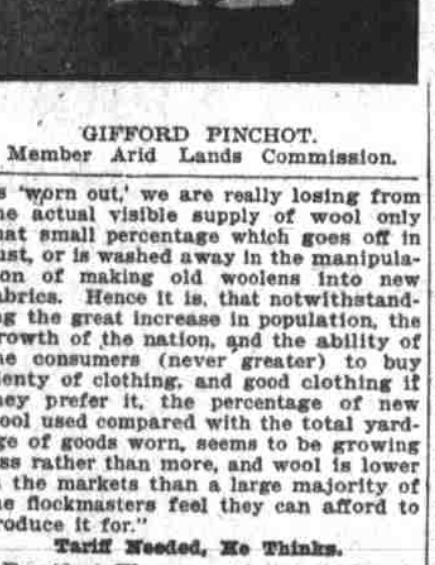 GIFFORD PINCHOT.
Member Arid Lands Commission.
s 'worn out,' we are really losing from
he actual visible supply of wool only
hat small percentage which goes off in
ust, or is washed away in the manipula-
on of making old woolens into new
abrics. Hence it is, that notwithstand-
g the great increase in population, the
rowth of the nation, and the ability of
he consumers (never greater) to buy
lenty of clothing, and good clothing if
hey prefer it, the percentage of new
ool used compared with the total yard-
ge of goods worn, seems to be growing
ss rather than more, and wool is lower
the markets than a large majority of
he flockmasters feel they can afford to
roduce it for."
Tariff Needed, He Thinks.